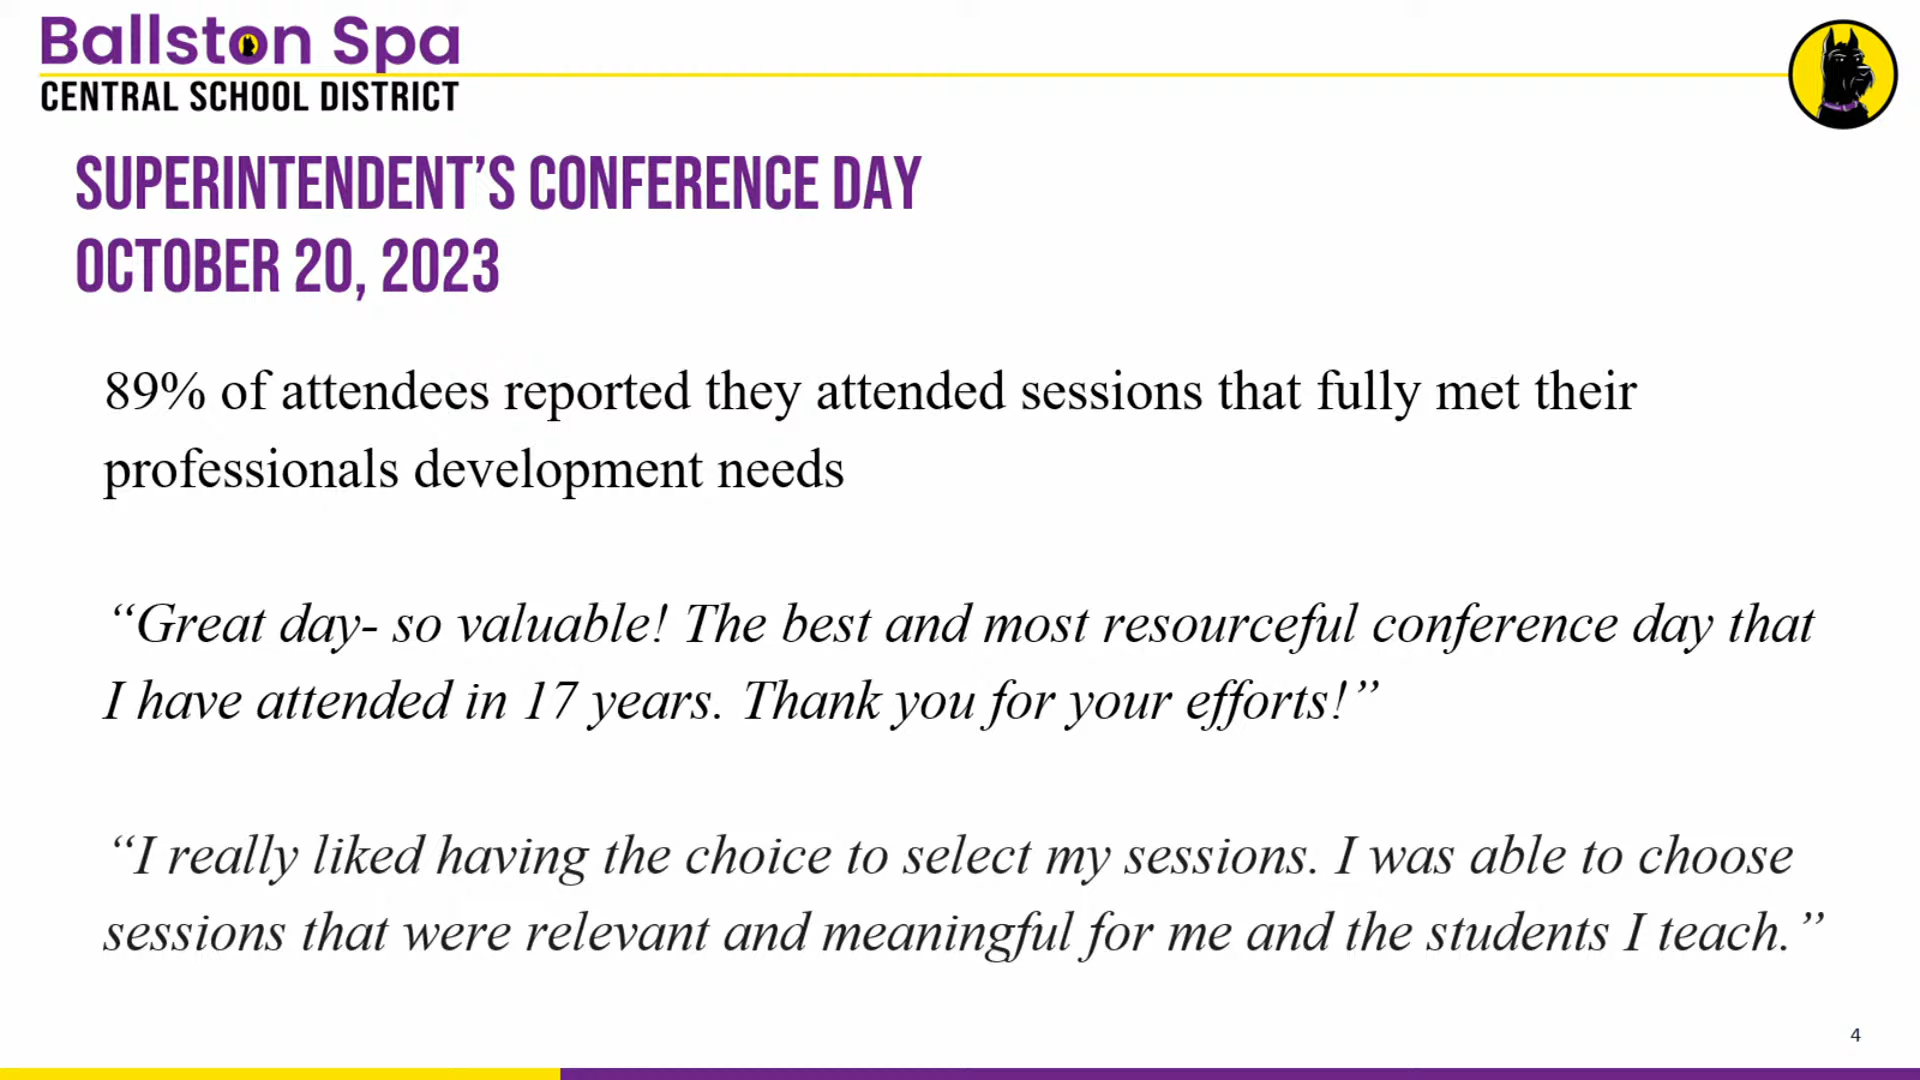 Ballston Spa
CENTRAL SCHOOL DISTRICT
SUPERINTENDENT’S CONFERENCE DAY
OCTOBER 20, 2023
89% of attendees reported they attended sessions that fully met their
professionals development needs
“Great day- so valuable! The best and most resourceful conference day that
I have attended in 17 years. Thank you for your efforts!”
“I really liked having the choice to select my sessions. I was able to choose
sessions that were relevant and meaningful for me and the students I teach.”
4